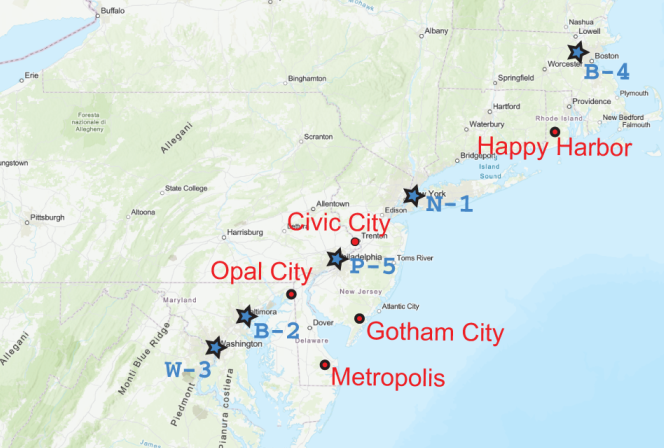 Buffalo
Nashua
Lowell
Albany
Boston
Worcester
B-4
Erie
Binghamton
Springfield
Plymouth
Hartford
Providence
Foresta
nazionale di
Allegheny
Rhode Island
New Bedford
Falmouth
Waterbury
Allegani
Scranton
Happy Harbor
Bridgeport
Island
Sound
ungstown
State College
York
N-1
Allentown
Edison
Pittsburgh
Altoona
Civic City
Harrisburg
Trenton
Philadelphia
P-5
Toms River
Opal City
New Jersey
Maryland
Atlantic City
Baltimora
B-2
Dover
Gotham City
Delaware
Washington
W-3
Metropolis
Allegani
Monti Blue Ridge
Piedmont
Pianura costiera
James